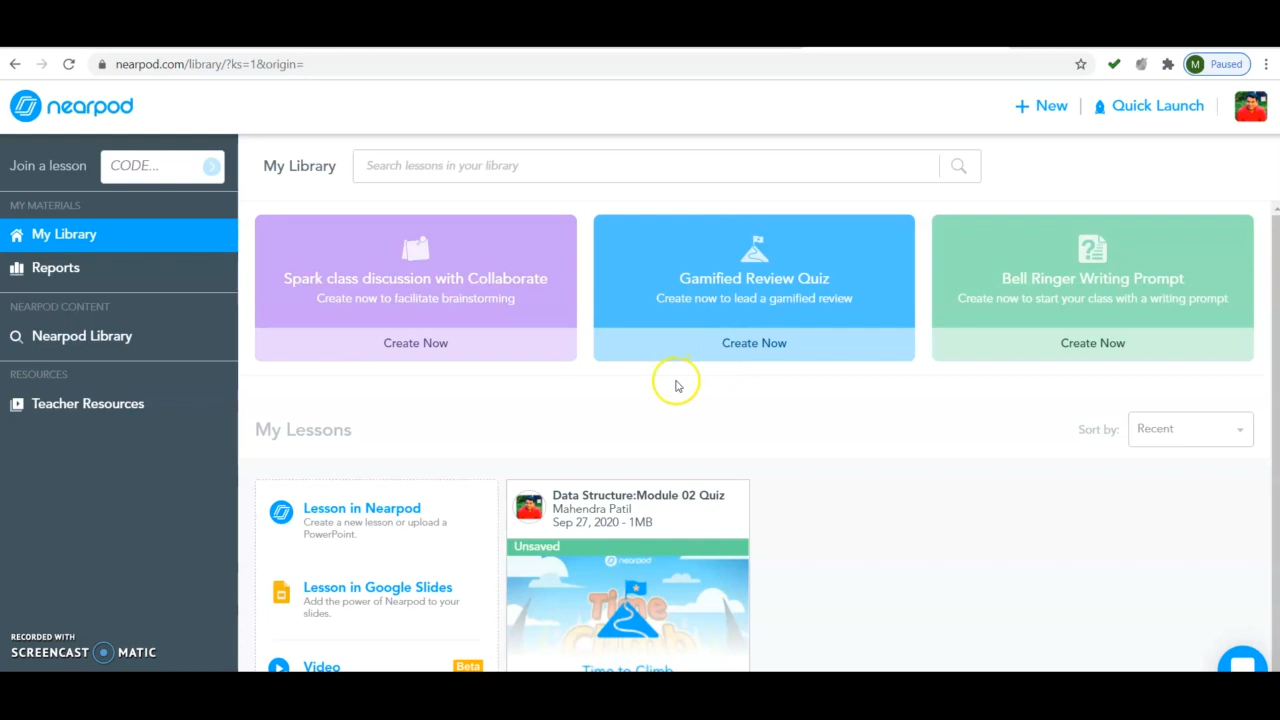 nearpod.com/library/?ks=1&origin=
M Paused
nearpod
+ New
Quick Launch
Join a lesson
CODE...
My Library
Search lessons in your library
MY MATERIALS
My Library
Reports
NEARPOD CONTENT
Nearpod Library
RESOURCES
Teacher Resources
Spark class discussion with Collaborate
Create now to facilitate brainstorming
Create Now
Gamified Review Quiz
Create now to lead a gamified review
Create Now
Bell Ringer Writing Prompt
Create now to start your class with a writing prompt
Create Now
My Lessons
Sort by:
Recent
Lesson in Nearpod
Create a new lesson or upload a
PowerPoint.
Lesson in Google Slides
Add the power of Nearpod to your
slides.
Video
Beta
Data Structure:Module 02 Quiz
Mahendra Patil
Sep 27, 2020 - 1MB
Unsaved
nearpod
Time
Climb
Time to Climb
RECORDED WITH
SCREENCAST MATIC